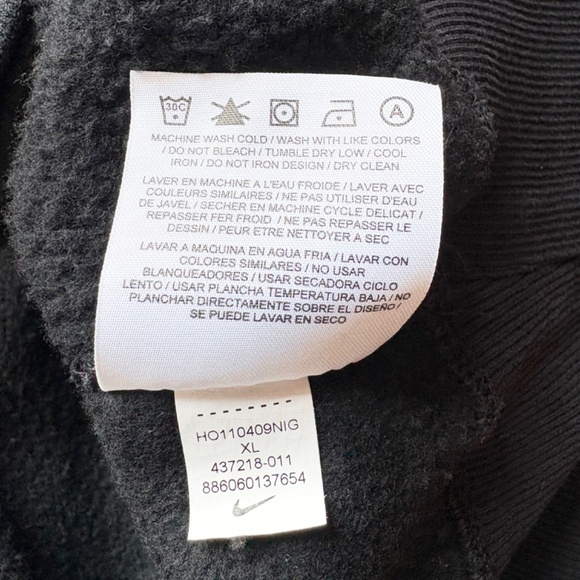 30C
A
MACHINE WASH COLD / WASH WITH LIKE COLORS
/ DO NOT BLEACH / TUMBLE DRY LOW / COOL
IRON / DO NOT IRON DESIGN / DRY CLEAN
LAVER EN MACHINE A L'EAU FROIDE / LAVER AVEC
COULEURS SIMILAIRES / NE PAS UTILISER D'EAU
DE JAVEL / SECHER EN MACHINE CYCLE DELICAT /
REPASSER FER FROID / NE PAS REPASSER LE
DESSIN / PEUR ETRE NETTOYER A SEC
LAVAR A MAQUINA EN AGUA FRIA / LAVAR CON
COLORES SIMILARES / NO USAR
BLANQUEADORES / USAR SECADORA CICLO
LENTO / USAR PLANCHA TEMPERATURA BAJA / NO
PLANCHAR DIRECTAMENTE SOBRE EL DISEÑO /
SE PUEDE LAVAR EN SECO
HO110409NIG
XL
437218-011
886060137654